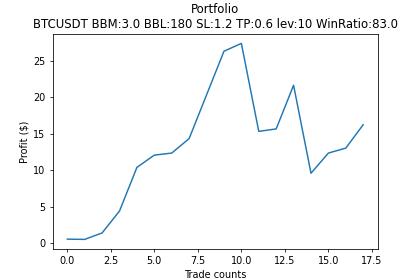 Portfolio
BTCUSDT BBM:3.0 BBL:180 SL:1.2 TP:0.6 lev:10 WinRatio:83.0
25
20
15
10
5
0
Profit ($)
0.0 2.5 5.0 7.5 10.0 12.5 15.0 17.5
Trade counts